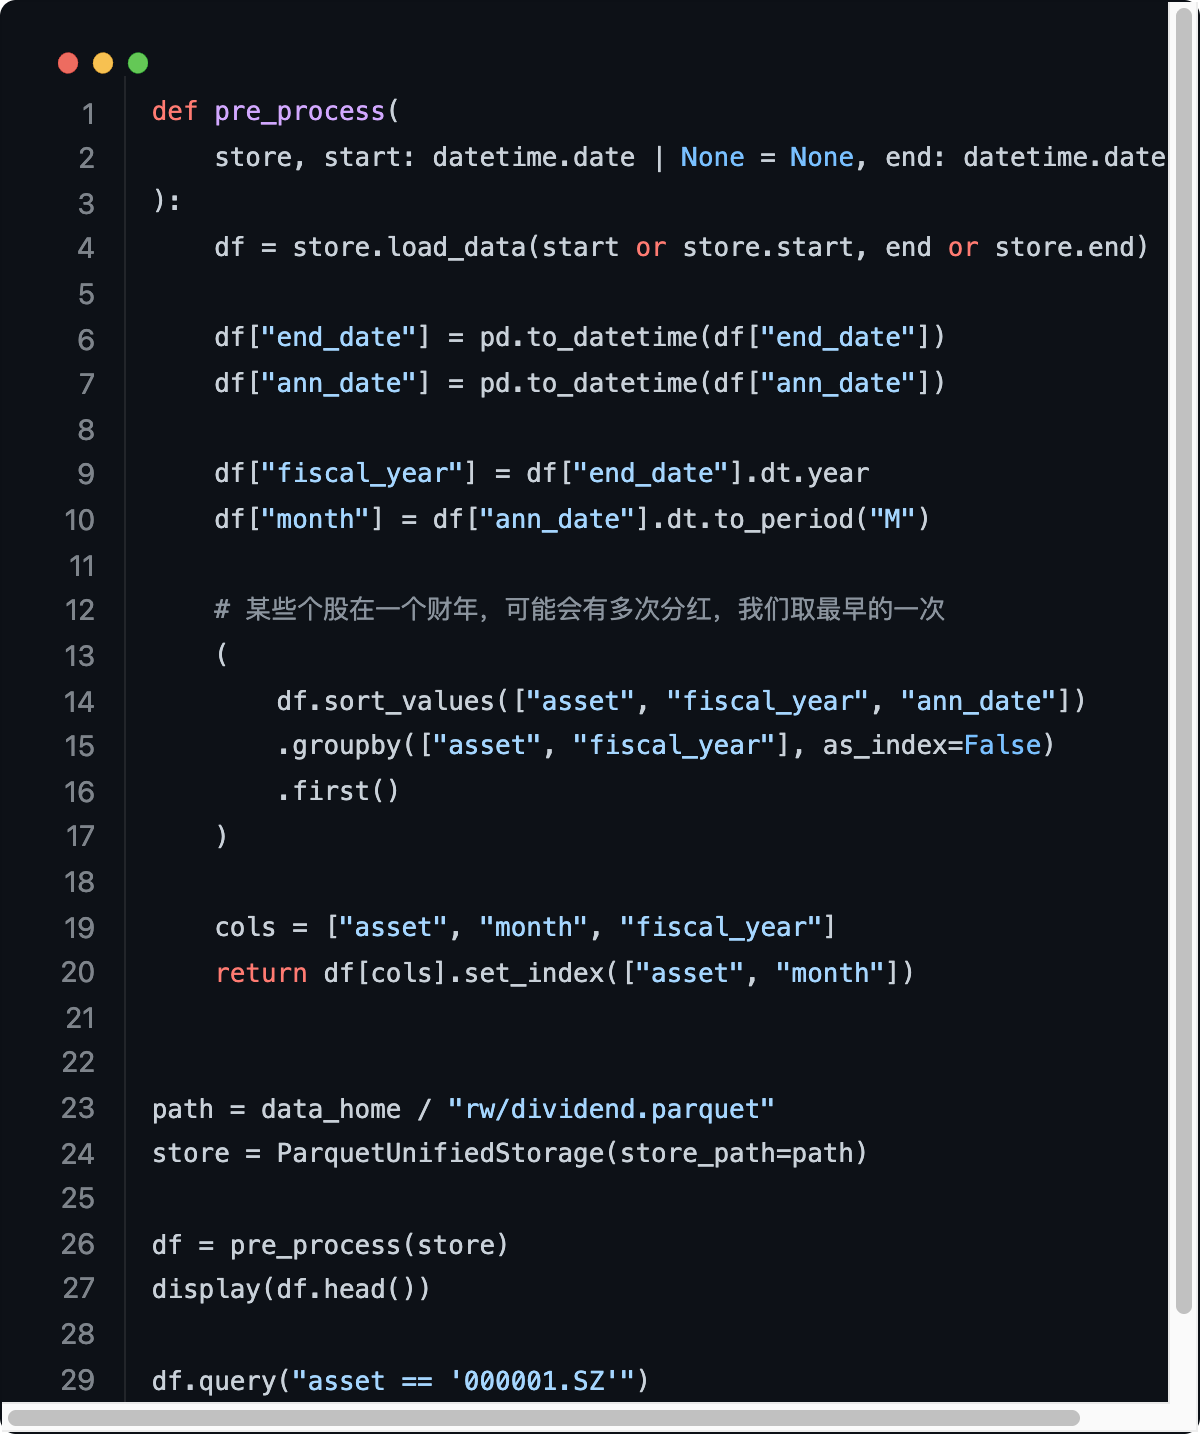 1 def pre_process(
2     store, start: datetime.date | None = None, end: datetime.date
3 ):
4     df = store.load_data(start or store.start, end or store.end)
5
6     df["end_date"] = pd.to_datetime(df["end_date"])
7     df["ann_date"] = pd.to_datetime(df["ann_date"])
8
9     df["fiscal_year"] = df["end_date"].dt.year
10     df["month"] = df["ann_date"].dt.to_period("M")
11
12     # 某些个股在一个财年，可能会有多次分红，我们取最早的一次
13     (
14         df.sort_values(["asset", "fiscal_year", "ann_date"])
15         .groupby(["asset", "fiscal_year"], as_index=False)
16         .first()
17     )
18
19     cols = ["asset", "month", "fiscal_year"]
20     return df[cols].set_index(["asset", "month"])
21
22
23 path = data_home / "rw/dividend.parquet"
24 store = ParquetUnifiedStorage(store_path=path)
25
26 df = pre_process(store)
27 display(df.head())
28
29 df.query("asset == '000001.SZ'")